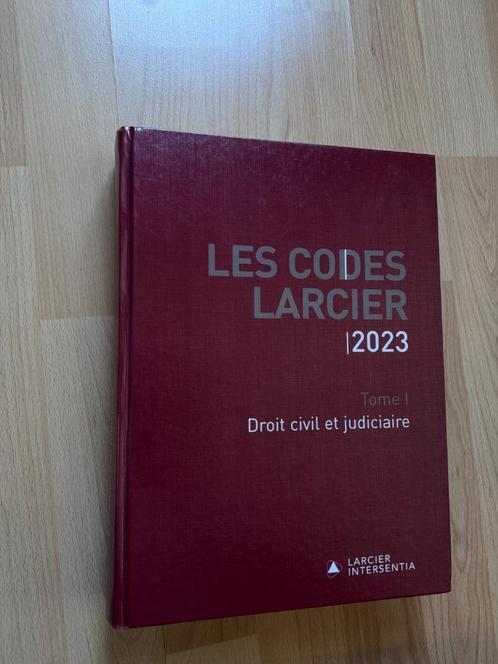 LES CODES
LARCIER
|2023
Tome I
Droit civil et judiciaire
LARCIER
INTERSENTIA